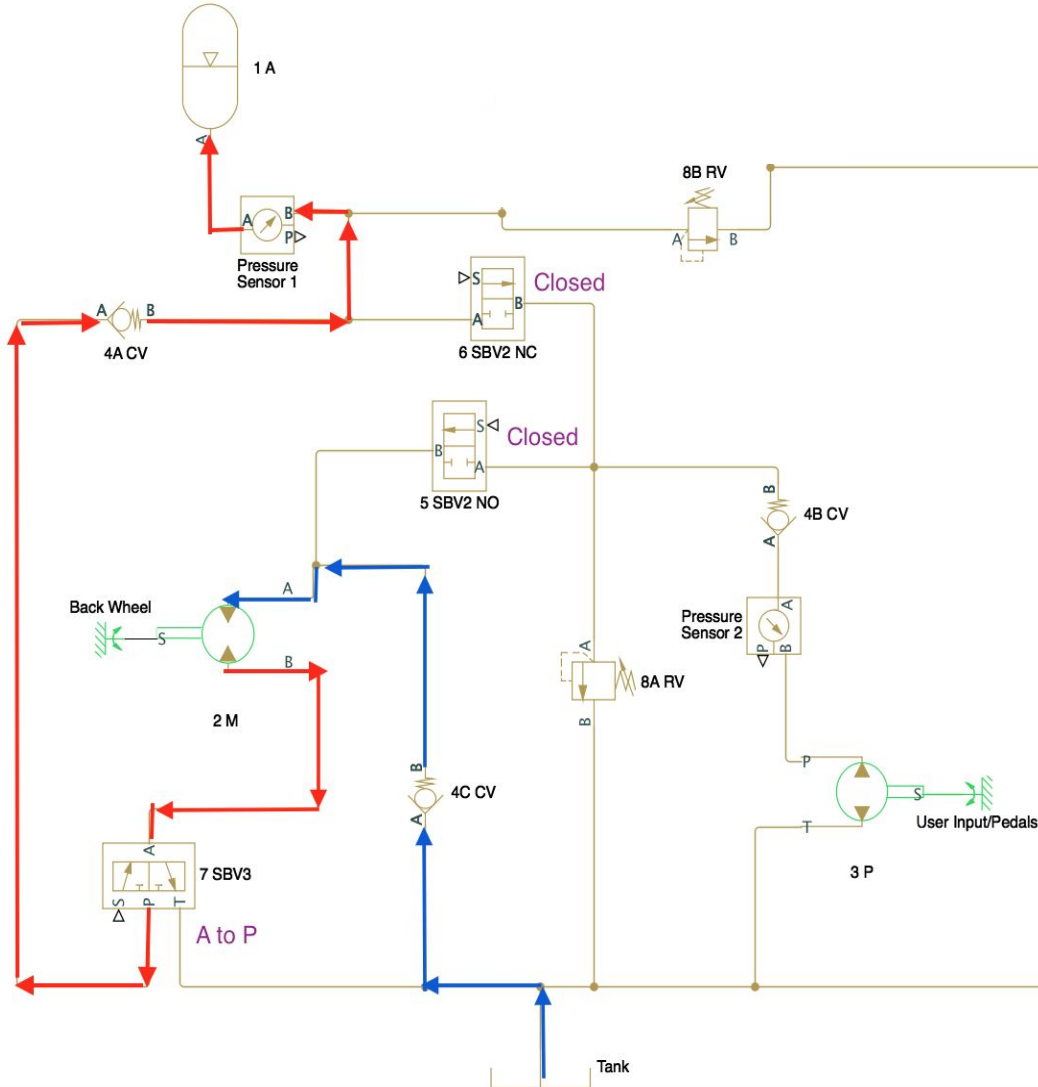 1 A
A
8B RV
A
B
A
B
P
Pressure
Sensor 1
S
B
A
Closed
6 SBV2 NC
A
B
4A CV
S
B
A
Closed
5 SBV2 NO
B
A
4B CV
A
Back Wheel
S
A
B
2 M
Pressure
Sensor 2
A
P
B
A
8A RV
B
B
A
4C CV
P
S
T
User Input/Pedals
3 P
A
S
P
T
7 SBV3
A to P
Tank